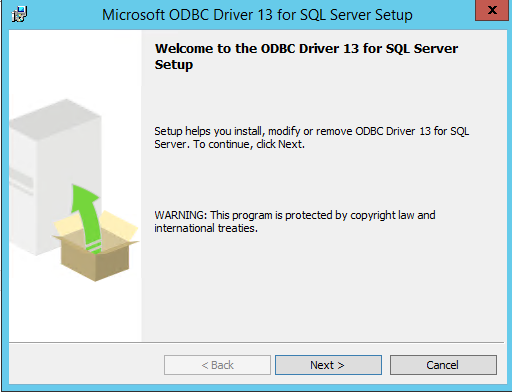 Microsoft ODBC Driver 13 for SQL Server Setup
x
Welcome to the ODBC Driver 13 for SQL Server
Setup
Setup helps you install, modify or remove ODBC Driver 13 for SQL
Server. To continue, click Next.
WARNING: This program is protected by copyright law and
international treaties.
< Back
Next >
Cancel